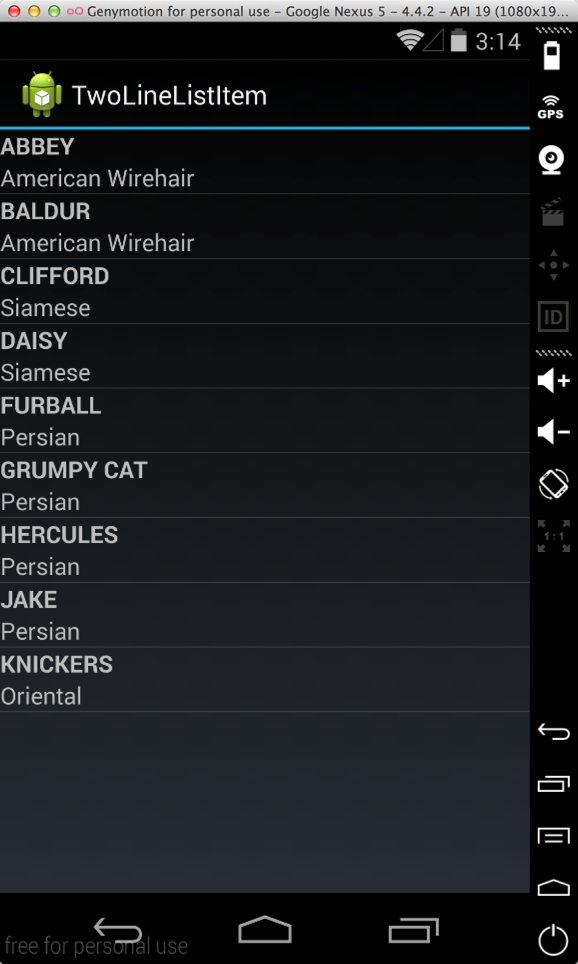 Genymotion for personal use – Google Nexus 5 – 4.4.2 – API 19 (1080x19...
3:14
TwoLineListItem
GPS
ABBEY
American Wirehair
BALDUR
American Wirehair
CLIFFORD
Siamese
ID
DAISY
Siamese
FURBALL
Persian
GRUMPY CAT
Persian
HERCULES
1:1
Persian
JAKE
Persian
KNICKERS
Oriental
free for personal use